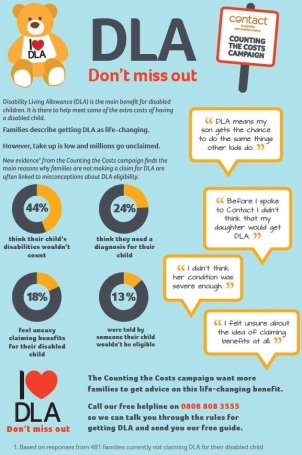 I ♥
DLA
DLA
Don't miss out
contact
COUNTING
THE COSTS
CAMPAIGN
Disability Living Allowance (DLA) is the main benefit for disabled
children. It is there to help meet some of the extra costs of having
a disabled child.
Families describe getting DLA as life-changing.
However, take up is low and millions go unclaimed.
New evidence¹ from the Counting the Costs campaign finds the
main reasons why families are not making a claim for DLA are
often linked to misconceptions about DLA eligibility.
“ DLA means my
son gets the chance
to do the same things
other kids do. ”
44%
think their child's
disabilities wouldn't
count
24%
think they need a
diagnosis for their
child
“ Before I spoke
to Contact I didn't
think that my
daughter would get
DLA. ”
“ I didn't think
her condition was
severe enough. ”
18%
feel uneasy
claiming benefits
for their disabled
child
13%
were told by
someone their child
wouldn't be eligible
“ I felt unsure about
the idea of claiming
benefits at all. ”
I ♥
DLA
Don't miss out
The Counting the Costs campaign want more
families to get advice on this life-changing benefit.
Call our free helpline on 0808 808 3555
so we can talk you through the rules for
getting DLA and send you our free guide.
1. Based on responses from 481 families currently not claiming DLA for their disabled child